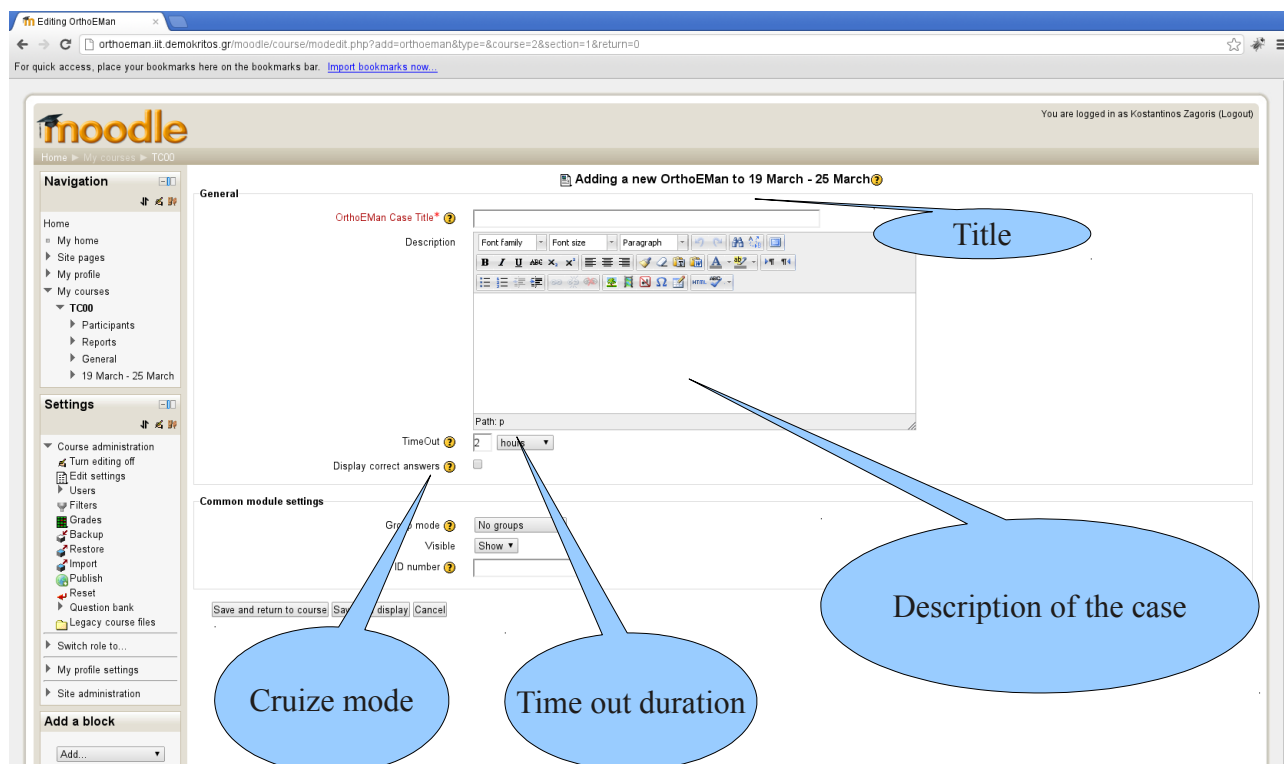 Editing OrthoEMan
orthoeman.iit.demokritos.gr/moodle/course/modedit.php?add=orthoeman&type=&course=2&section=1&return=0
For quick access, place your bookmarks here on the bookmarks bar. Import bookmarks now...
moodle
You are logged in as Kostantinos Zagoris (Logout)
Home ► My courses ► TC00
Navigation
Home
My home
Site pages
My profile
My courses
TC00
Participants
Reports
General
19 March - 25 March
Settings
Course administration
Turn editing off
Edit settings
Users
Filters
Grades
Backup
Restore
Import
Publish
Reset
Question bank
Legacy course files
Switch role to...
My profile settings
Site administration
Add a block
Add...
Adding a new OrthoEMan to 19 March - 25 March
General
OrthoEMan Case Title*
Title
Description
Font family
Font size
Paragraph
Path: p
TimeOut
2 hours
Display correct answers
Common module settings
Group mode
No groups
Visible
Show
ID number
Save and return to course
display
Cancel
Description of the case
Cruize mode
Time out duration